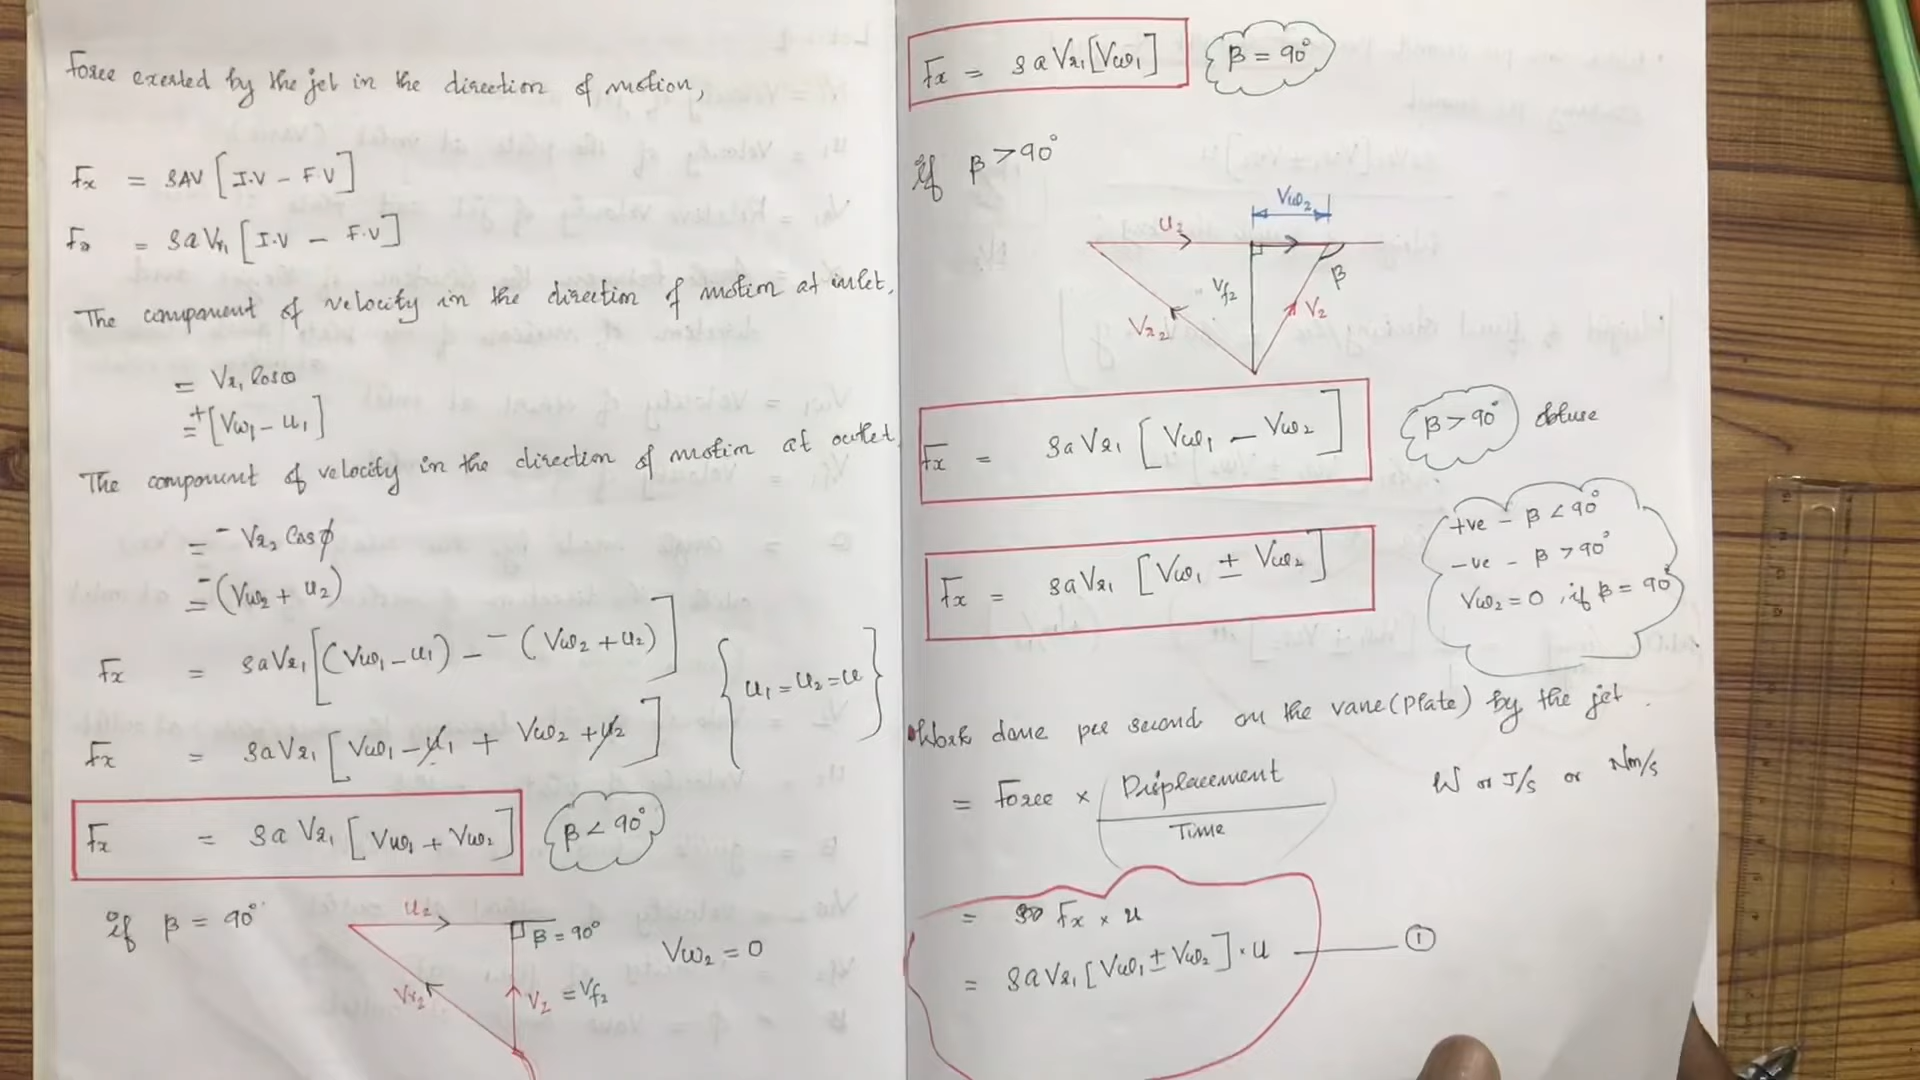 Force exerted by the jet in the direction of motion,
Fx = ρAV [I.V - F.V]
Fx = ρaVr1 [I.V - F.V]
The component of velocity in the direction of motion at inlet,
= Vr1 cosθ
= +[Vw1 - u1]
The component of velocity in the direction of motion at outlet
= - Vr2 Cosϕ
= -(Vw2 + u2)
Fx = ρaVr1 [(Vw1 - u1) - - (Vw2 + u2)] {u1 = u2 = u}
Fx = ρaVr1 [Vw1 - u1 + Vw2 + u2]
Fx = ρaVr1 [Vw1 + Vw2] β < 90°
if β = 90°
u2
β = 90°
Vw2 = 0
Vr2
V2 = Vf2
Fx = ρaVr1 [Vw1] β = 90°
if β > 90°
Vw2
u2
β
Vf2
V2
Vr2
Fx = ρaVr1 [Vw1 - Vw2] β > 90° obtuse
Fx = ρaVr1 [Vw1 ± Vw2]
+ve - β < 90°
-ve - β > 90°
Vw2 = 0, if β = 90°
Work done per second on the vane (plate) by the jet.
= Force × (Displacement / Time) W or J/s or Nm/s
= Fx × u
= ρaVr1 [Vw1 ± Vw2] · u — ①